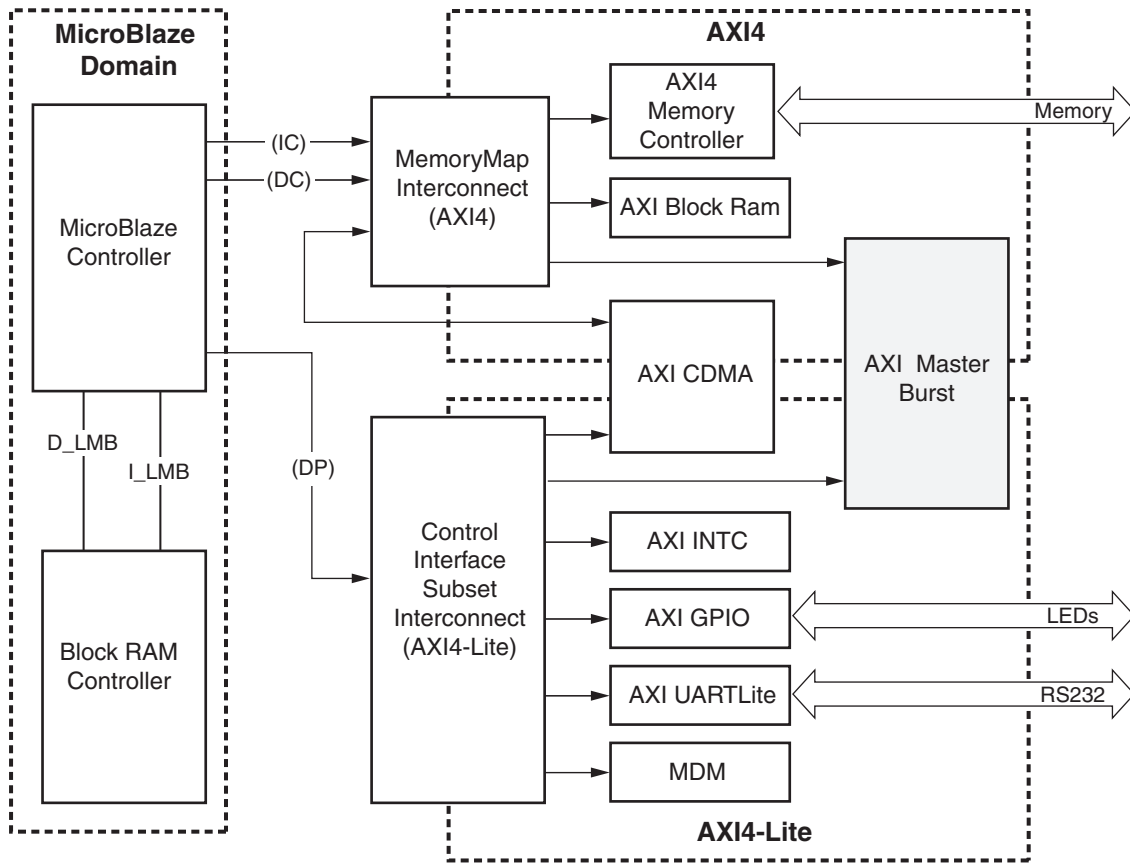 MicroBlaze
Domain
MicroBlaze
Controller
D_LMB
I_LMB
Block RAM
Controller
(IC)
(DC)
(DP)
MemoryMap
Interconnect
(AXI4)
Control
Interface
Subset
Interconnect
(AXI4-Lite)
AXI4
AXI4
Memory
Controller
Memory
AXI Block Ram
AXI CDMA
AXI Master
Burst
AXI INTC
AXI GPIO
LEDs
AXI UARTLite
RS232
MDM
AXI4-Lite